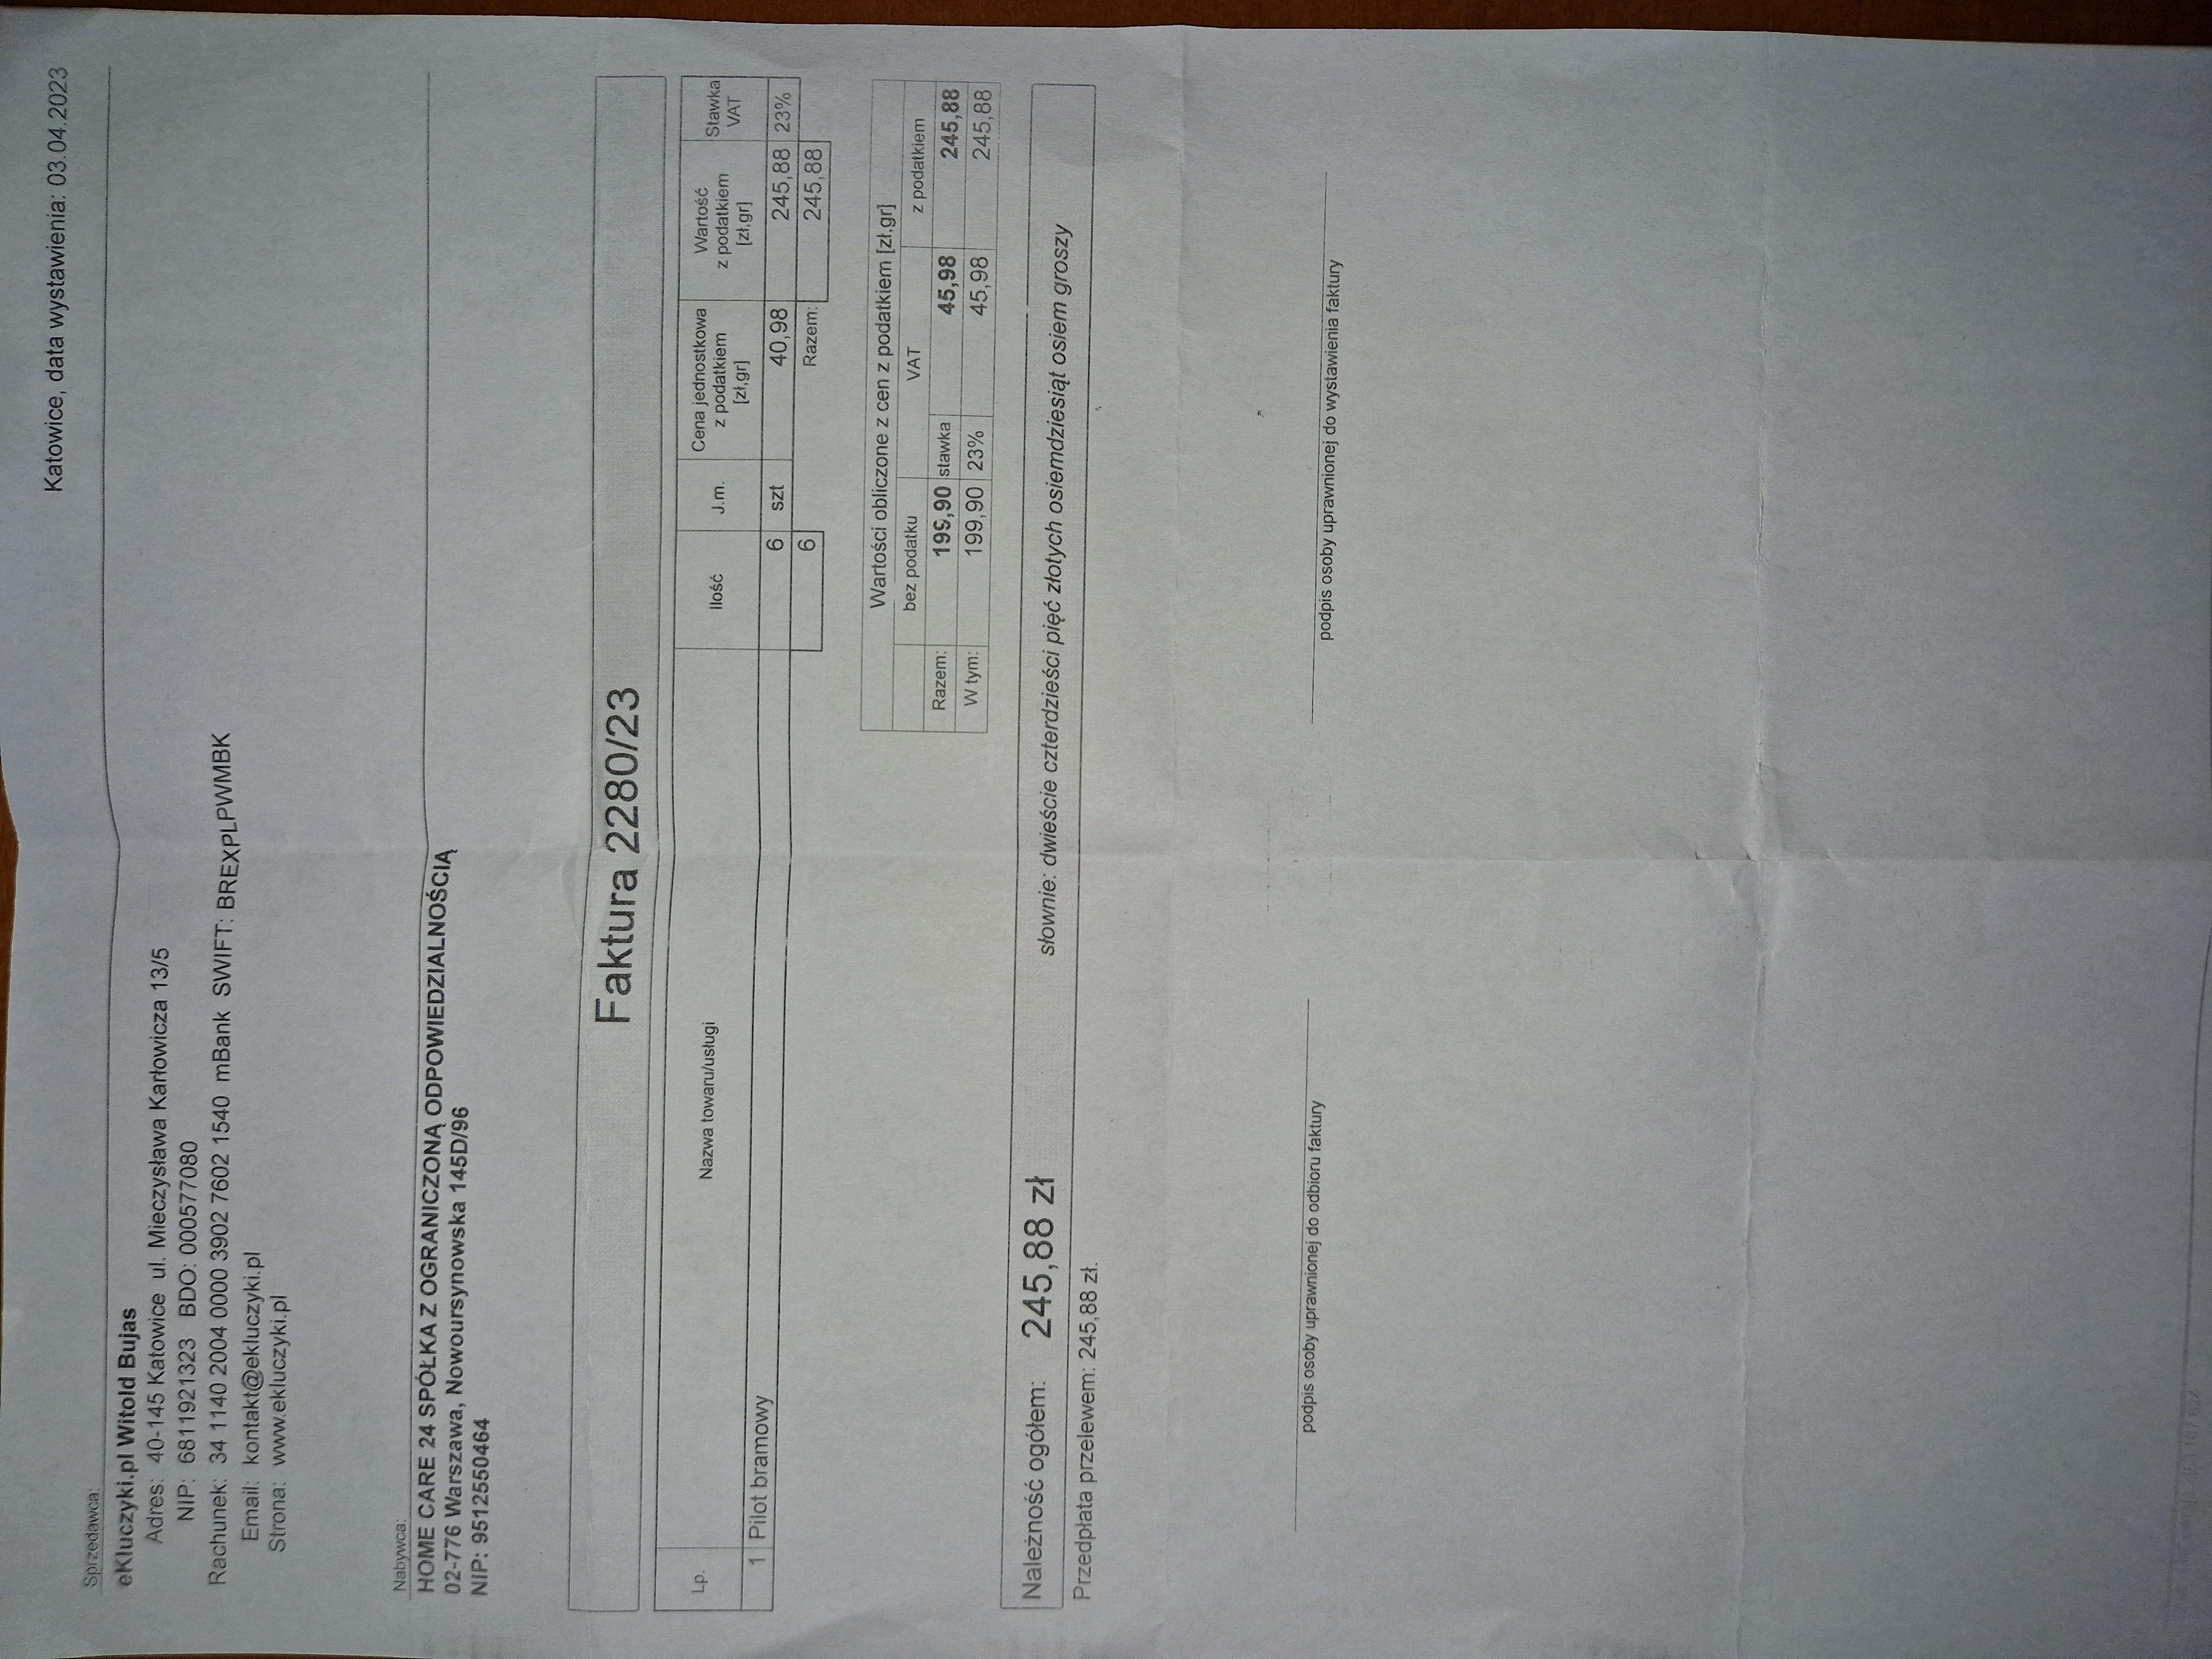 Katowice, data wystawienia: 03.04.2023
Sprzedawca:
eKluczyki.pl Witold Bujas
Adres: 40-145 Katowice ul. Mieczysława Karłowicza 13/5
NIP: 6811921323 BDO: 000577080
Rachunek: 34 1140 2004 0000 3902 7602 1540 mBank SWIFT: BREXPLPWMBK
Email: kontakt@ekluczyki.pl
Strona: www.ekluczyki.pl
Nabywca:
HOME CARE 24 SPÓŁKA Z OGRANICZONĄ ODPOWIEDZIALNOŚCIĄ
02-776 Warszawa, Nowoursynowska 145D/96
NIP: 9512550464
Faktura 2280/23
Lp. Nazwa towaru/usługi Ilość J.m. Cena jednostkowa z podatkiem [zł,gr] Wartość z podatkiem [zł,gr] Stawka VAT
1 Pilot bramowy 6 szt 40,98 245,88 23%
6 Razem: 245,88
Wartości obliczone z cen z podatkiem [zł,gr]
bez podatku VAT z podatkiem
Razem: 199,90 stawka 45,98 245,88
W tym: 199,90 23% 45,98 245,88
Należność ogółem: 245,88 zł słownie: dwieście czterdzieści pięć złotych osiemdziesiąt osiem groszy
Przedpłata przelewem: 245,88 zł.
podpis osoby uprawnionej do odbioru faktury
podpis osoby uprawnionej do wystawienia faktury